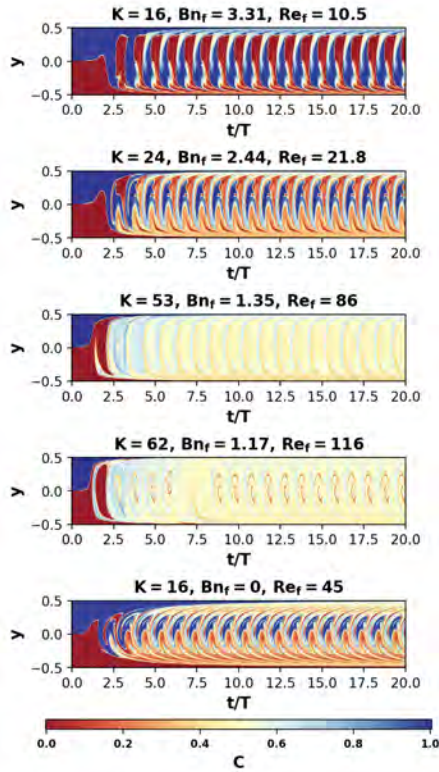 K = 16, Bn_f = 3.31, Re_f = 10.5
0.5
y
0.0
−0.5
0.0 2.5 5.0 7.5 10.0 12.5 15.0 17.5 20.0
t/T
K = 24, Bn_f = 2.44, Re_f = 21.8
0.5
y
0.0
−0.5
0.0 2.5 5.0 7.5 10.0 12.5 15.0 17.5 20.0
t/T
K = 53, Bn_f = 1.35, Re_f = 86
0.5
y
0.0
−0.5
0.0 2.5 5.0 7.5 10.0 12.5 15.0 17.5 20.0
t/T
K = 62, Bn_f = 1.17, Re_f = 116
0.5
y
0.0
−0.5
0.0 2.5 5.0 7.5 10.0 12.5 15.0 17.5 20.0
t/T
K = 16, Bn_f = 0, Re_f = 45
0.5
y
0.0
−0.5
0.0 2.5 5.0 7.5 10.0 12.5 15.0 17.5 20.0
t/T
0.0 0.2 0.4 0.6 0.8 1.0
C